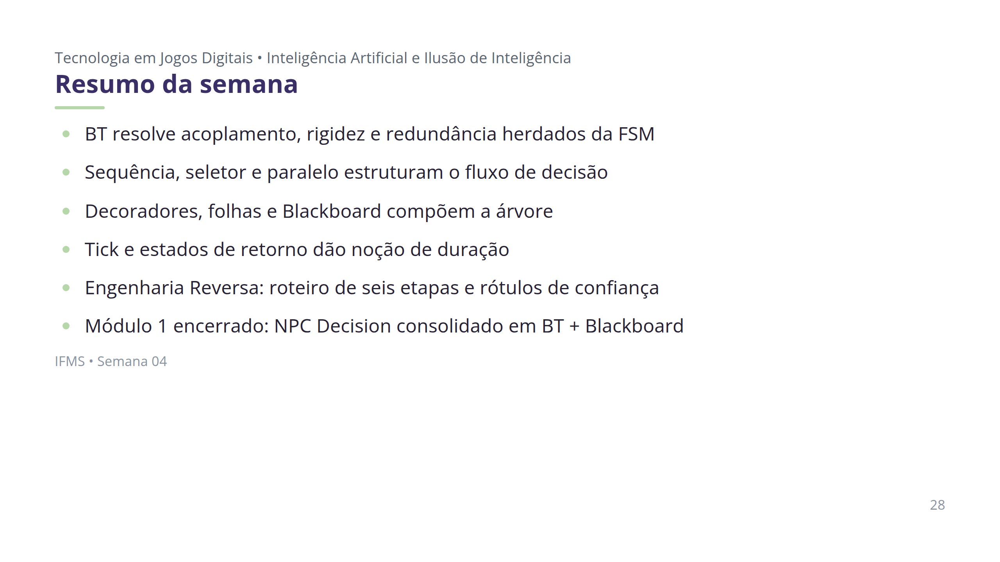 Tecnologia em Jogos Digitais • Inteligência Artificial e Ilusão de Inteligência
Resumo da semana
• BT resolve acoplamento, rigidez e redundância herdados da FSM
• Sequência, seletor e paralelo estruturam o fluxo de decisão
• Decoradores, folhas e Blackboard compõem a árvore
• Tick e estados de retorno dão noção de duração
• Engenharia Reversa: roteiro de seis etapas e rótulos de confiança
• Módulo 1 encerrado: NPC Decision consolidado em BT + Blackboard
IFMS • Semana 04
28